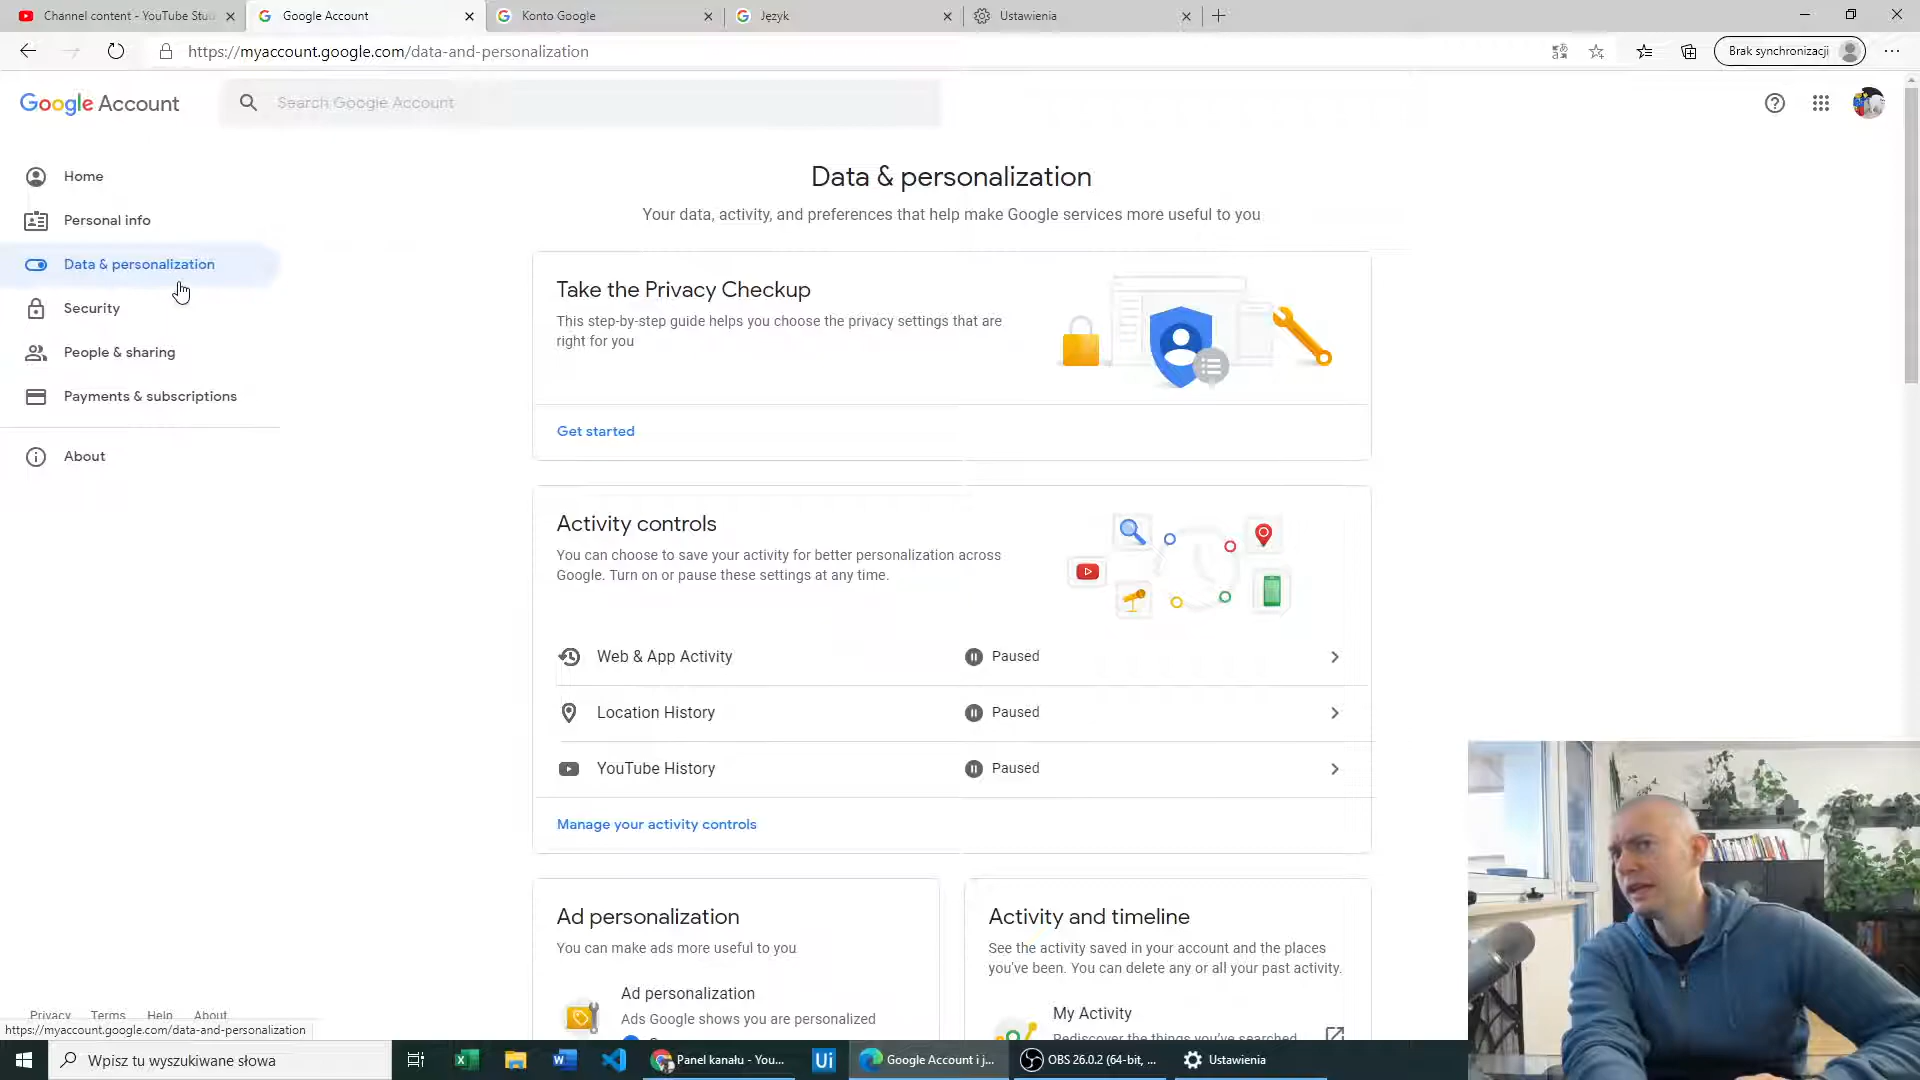 Channel content - YouTube Stu
Google Account
Konto Google
Język
Ustawienia
https://myaccount.google.com/data-and-personalization
Brak synchronizacji
Google Account
Search Google Account
Home
Personal info
Data & personalization
Security
People & sharing
Payments & subscriptions
About
Data & personalization
Your data, activity, and preferences that help make Google services more useful to you
Take the Privacy Checkup
This step-by-step guide helps you choose the privacy settings that are
right for you
Get started
Activity controls
You can choose to save your activity for better personalization across
Google. Turn on or pause these settings at any time.
Web & App Activity
Paused
Location History
Paused
YouTube History
Paused
Manage your activity controls
Ad personalization
You can make ads more useful to you
Ad personalization
Ads Google shows you are personalized
Activity and timeline
See the activity saved in your account and the places
you've been. You can delete any or all your past activity.
My Activity
Rediscover the things you've searched
Privacy Terms Help About
https://myaccount.google.com/data-and-personalization
Wpisz tu wyszukiwane słowa
Panel kanału - You...
Ui
Google Account i j...
OBS 26.0.2 (64-bit, ...
Ustawienia